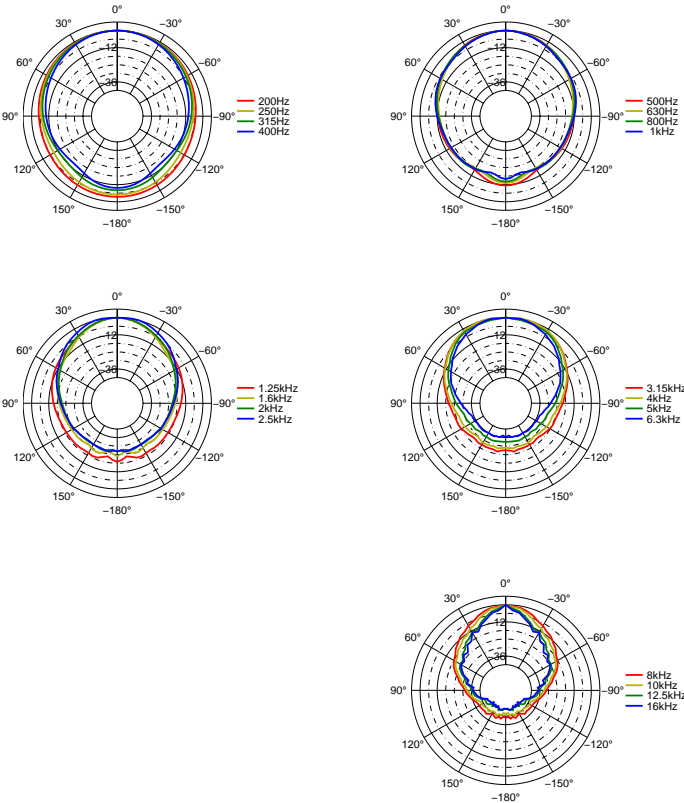 0°
30° −30°
−12
60° −60°
−36
90° −90°
120° −120°
150° −150°
−180°
200Hz
250Hz
315Hz
400Hz
0°
30° −30°
−12
60° −60°
−36
90° −90°
120° −120°
150° −150°
−180°
500Hz
630Hz
800Hz
1kHz
0°
30° −30°
−12
60° −60°
−36
90° −90°
120° −120°
150° −150°
−180°
1.25kHz
1.6kHz
2kHz
2.5kHz
0°
30° −30°
−12
60° −60°
−36
90° −90°
120° −120°
150° −150°
−180°
3.15kHz
4kHz
5kHz
6.3kHz
0°
30° −30°
−12
60° −60°
−36
90° −90°
120° −120°
150° −150°
−180°
8kHz
10kHz
12.5kHz
16kHz